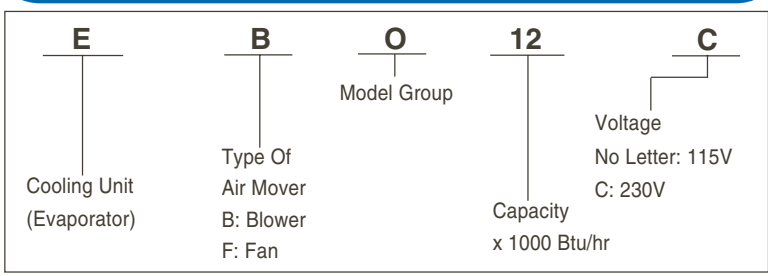 E B O 12 C
Model Group
Voltage
No Letter: 115V
C: 230V
Type Of
Air Mover
B: Blower
F: Fan
Cooling Unit
(Evaporator)
Capacity
x 1000 Btu/hr